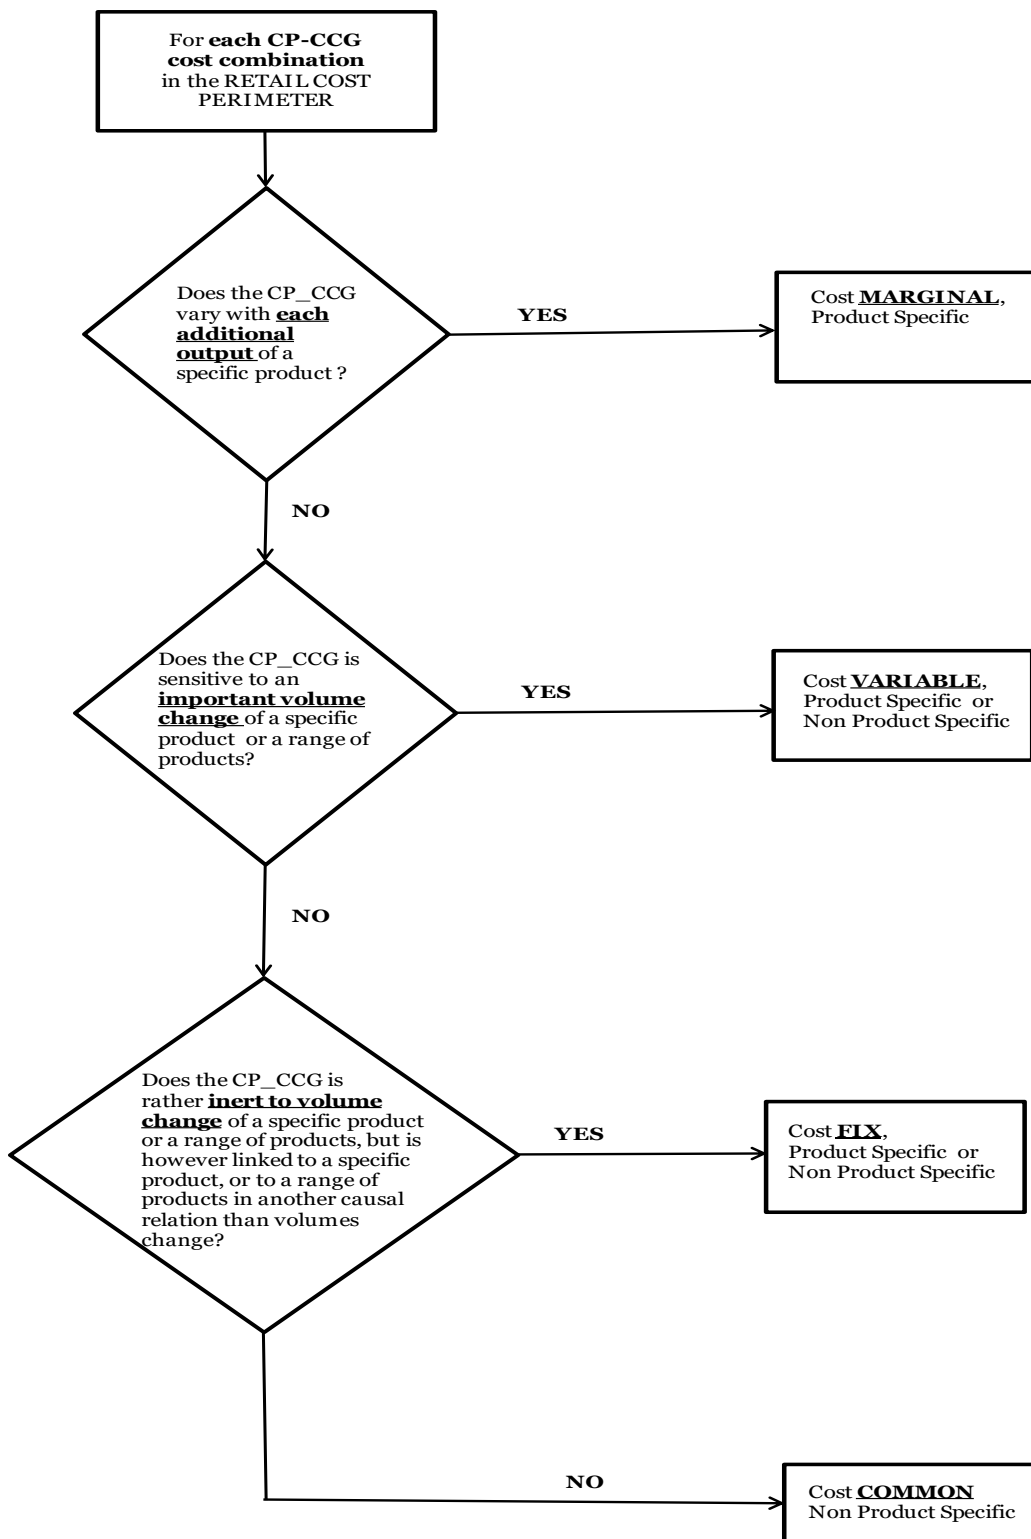 For each CP-CCG
cost combination
in the RETAIL COST
PERIMETER
Does the CP_CCG
vary with each
additional
output of a
specific product ?
YES
Cost MARGINAL,
Product Specific
NO
Does the CP_CCG is
sensitive to an
important volume
change of a specific
product or a range of
products?
YES
Cost VARIABLE,
Product Specific or
Non Product Specific
NO
Does the CP_CCG is
rather inert to volume
change of a specific product
or a range of products, but is
however linked to a specific
product, or to a range of
products in another causal
relation than volumes
change?
YES
Cost FIX,
Product Specific or
Non Product Specific
NO
Cost COMMON
Non Product Specific